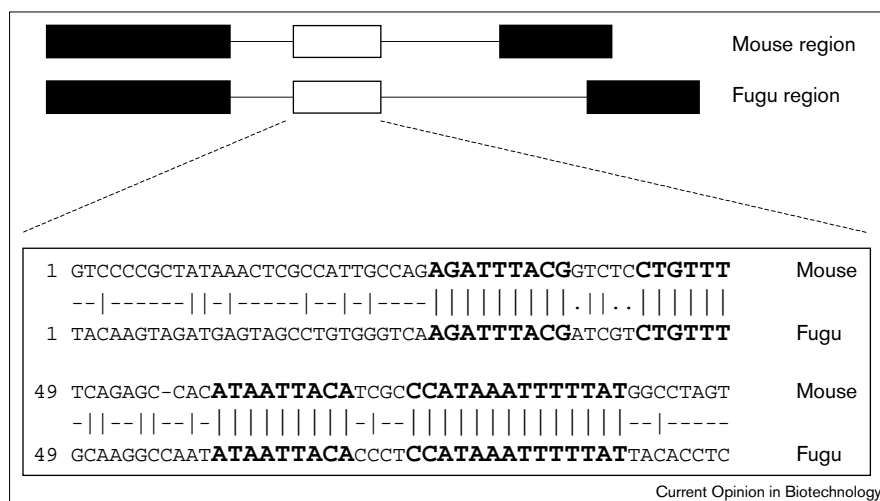 Mouse region
Fugu region
1 GTCCCCGCTATAAACTCGCCATTGCCAGAGATTTACGGTCTCCTGTTT Mouse
--|------||-|----|--|-|----|||||||||.||..||||||
1 TACAAGTAGATGAGTAGCCTGTGGGTCAAGATTTACGATCGTCTGTTT Fugu
49 TCAGAGC-CACATAATTACATCGCCCATAAATTTTTATGGCCTAGT Mouse
-||--||--|-|||||||||-|--||||||||||||||--|-----
49 GCAAGGCCAATATAATTACACCCTCCATAAATTTTTATTACACCTC Fugu
Current Opinion in Biotechnology